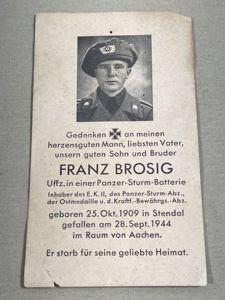 Gedenken an meinen
herzensguten Mann, liebsten Vater,
unsern guten Sohn und Bruder
FRANZ BROSIG
Uffz. in einer Panzer-Sturm-Batterie
Inhaber des E.K. II, des Panzer-Sturm-Abz.,
der Ostmedaille u. d. Kraftf.-Bewährgs.-Abz.
geboren 25. Okt. 1909 in Stendal
gefallen am 28. Sept. 1944
im Raum von Aachen.
Er starb für seine geliebte Heimat.